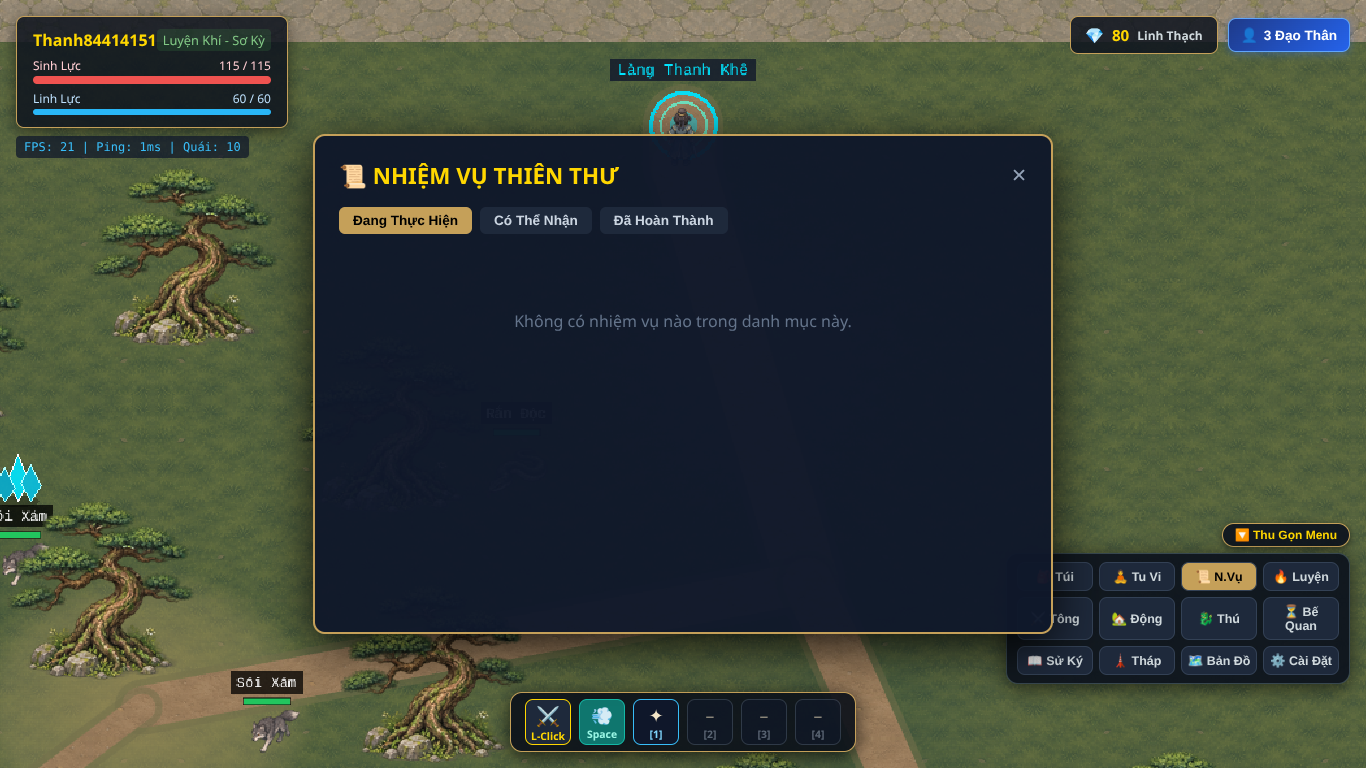 Thanh84414151 Luyện Khí - Sơ Kỳ
Sinh Lực 115 / 115
Linh Lực 60 / 60
FPS: 21 | Ping: 1ms | Quái: 10
80 Linh Thạch
3 Đạo Thân
Làng Thanh Khê
NHIỆM VỤ THIÊN THƯ
×
Đang Thực Hiện
Có Thể Nhận
Đã Hoàn Thành
Không có nhiệm vụ nào trong danh mục này.
Xám
Sói Xám
Thu Gọn Menu
Túi
Tu Vi
N.Vụ
Luyện
Động
Thú
Bế Quan
Sử Ký
Tháp
Bản Đồ
Cài Đặt
L-Click
Space
[1]
[2]
[3]
[4]